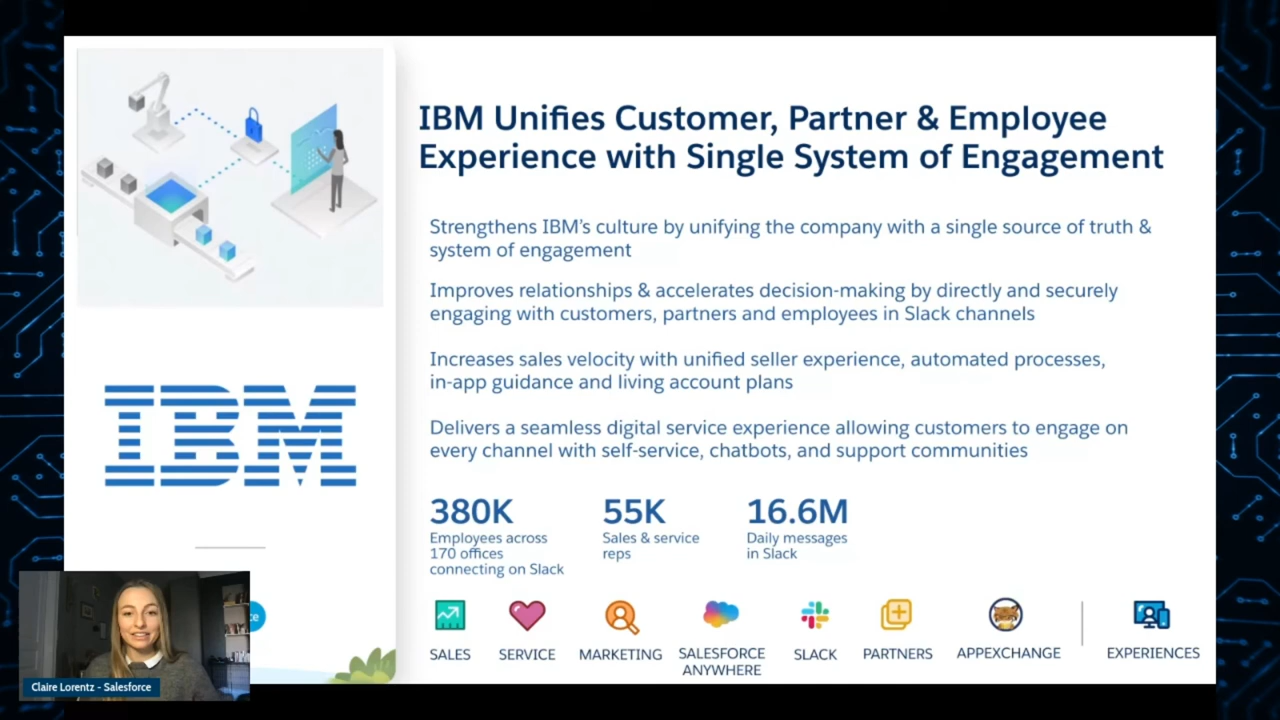 IBM Unifies Customer, Partner & Employee
Experience with Single System of Engagement
Strengthens IBM's culture by unifying the company with a single source of truth &
system of engagement
Improves relationships & accelerates decision-making by directly and securely
engaging with customers, partners and employees in Slack channels
Increases sales velocity with unified seller experience, automated processes,
in-app guidance and living account plans
Delivers a seamless digital service experience allowing customers to engage on
every channel with self-service, chatbots, and support communities
IBM
380K
Employees across
170 offices
connecting on Slack
55K
Sales & service
reps
16.6M
Daily messages
in Slack
SALES
SERVICE
MARKETING
SALESFORCE
ANYWHERE
SLACK
PARTNERS
APPEXCHANGE
EXPERIENCES
Claire Lorentz - Salesforce